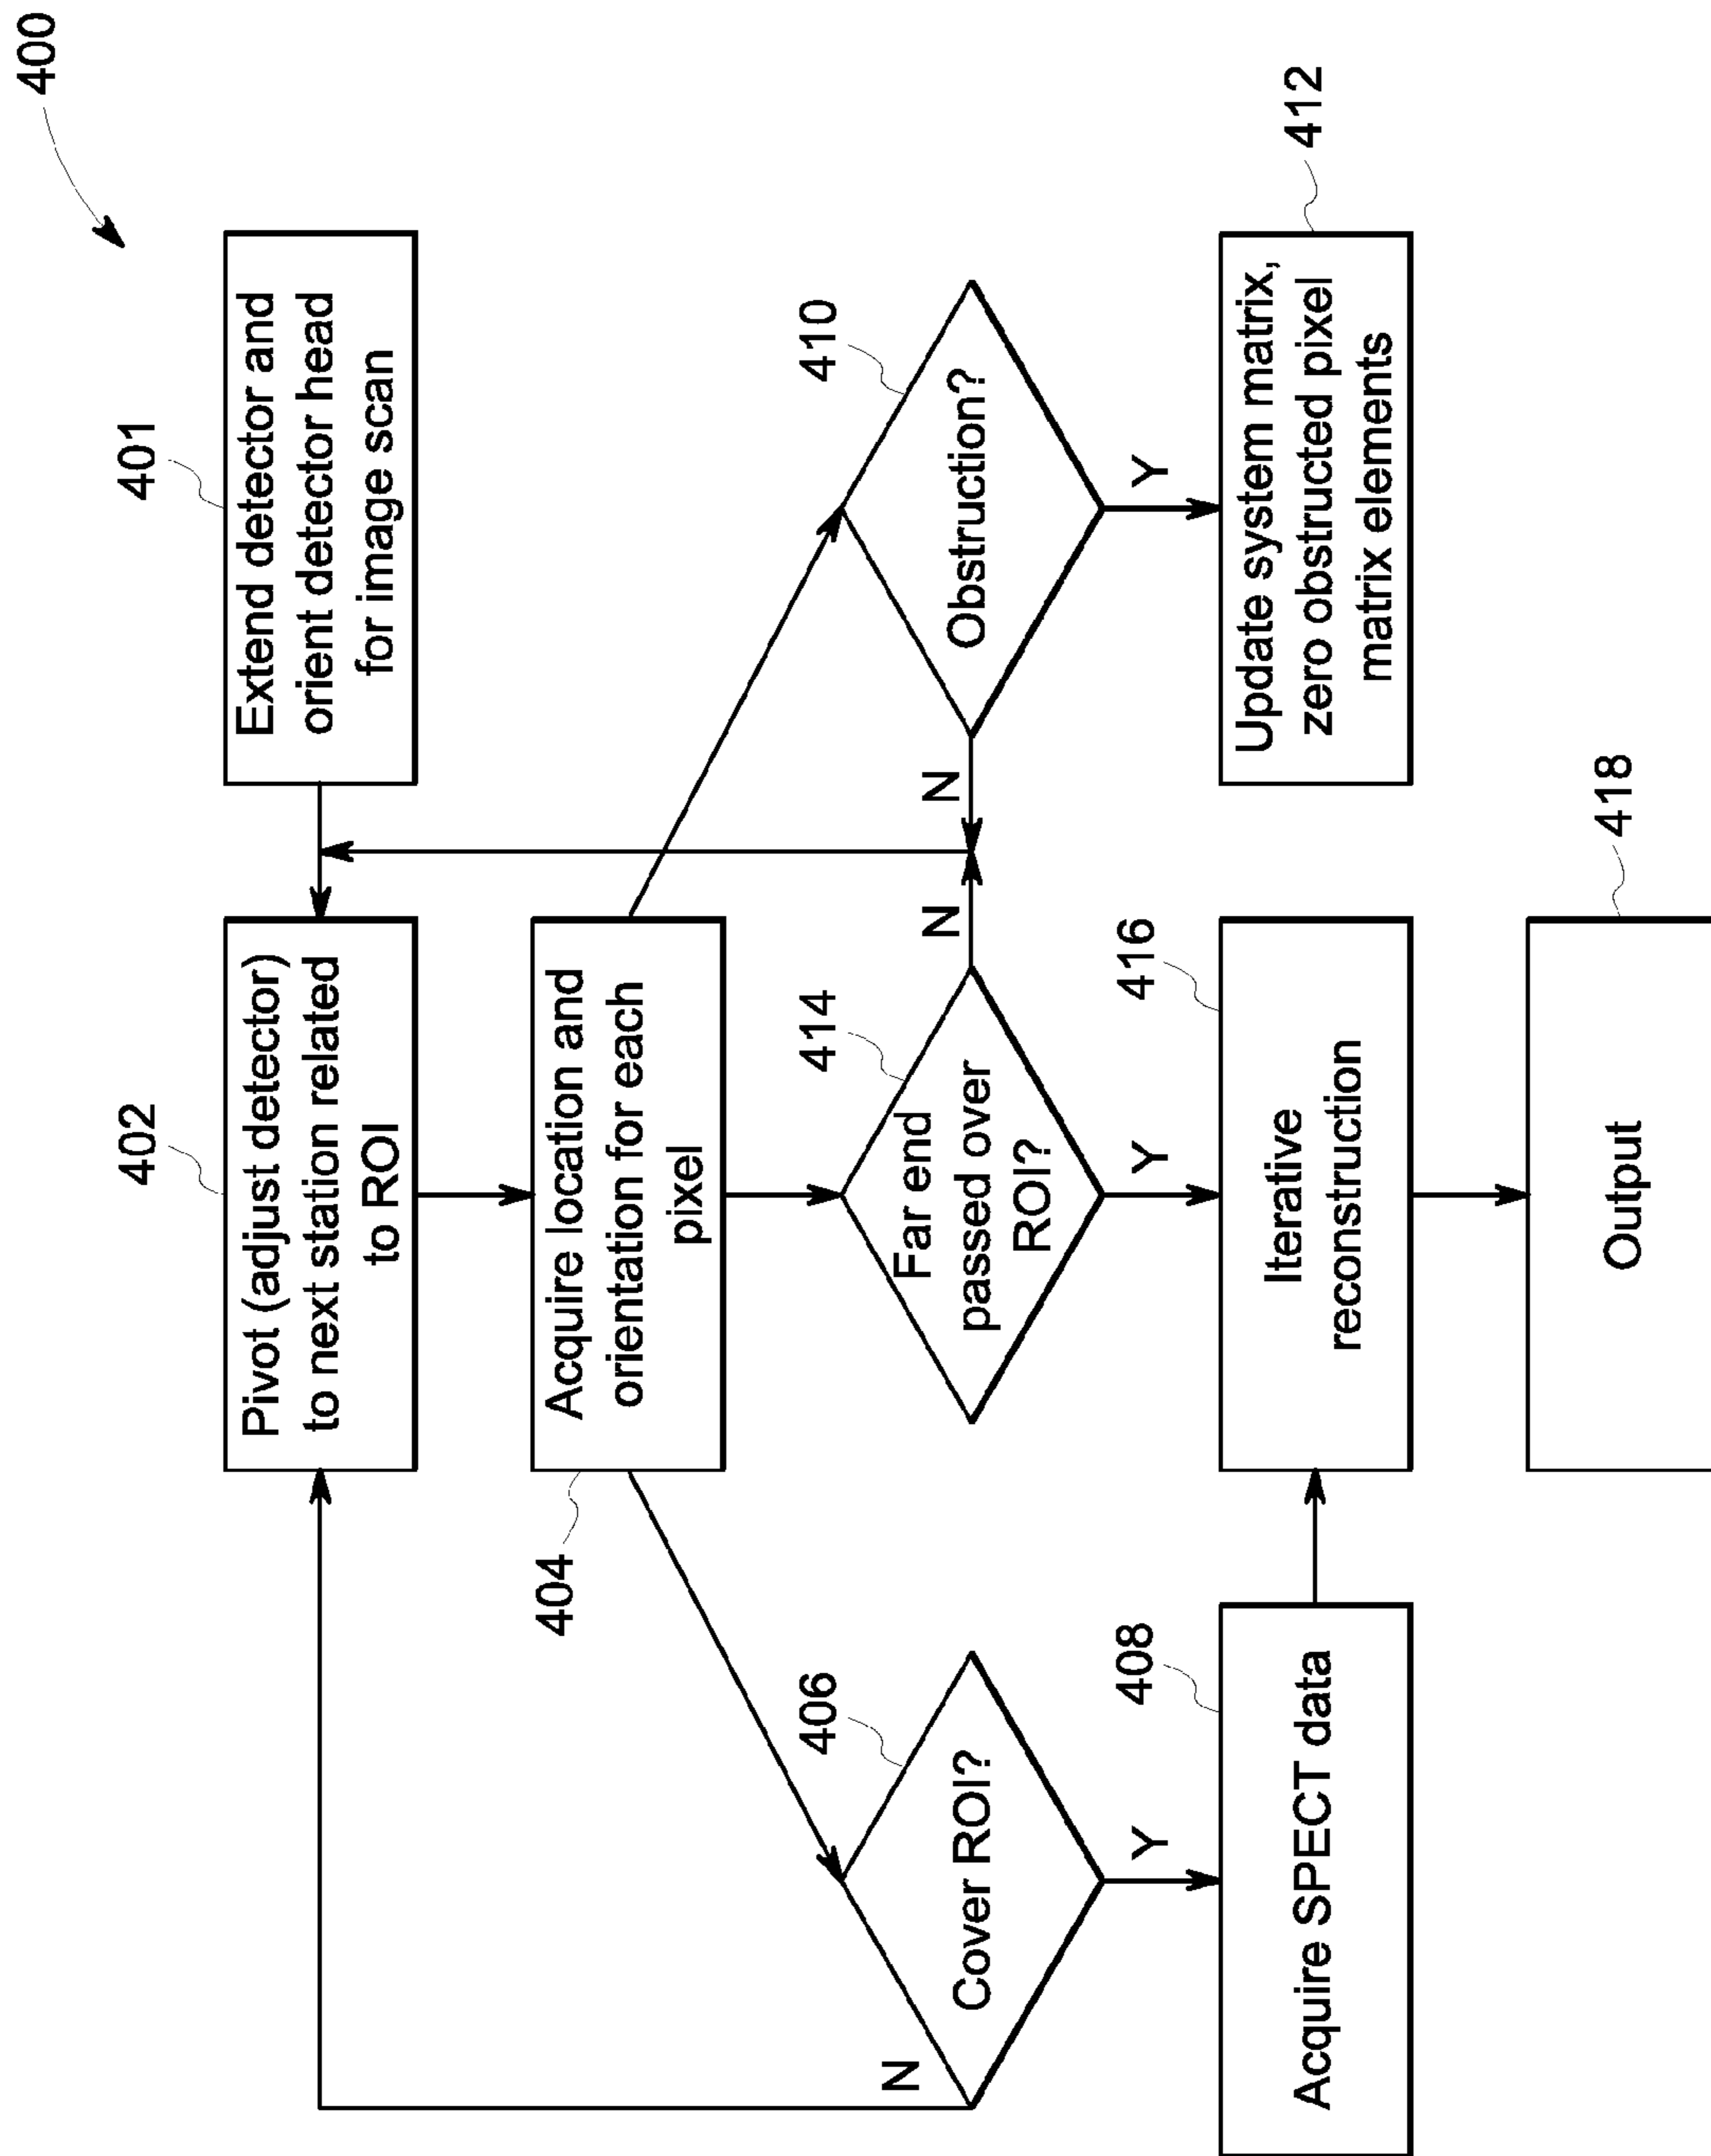 400
401
Extend detector and
orient detector head
for image scan
402
Pivot (adjust detector)
to next station related
to ROI
404
Acquire location and
orientation for each
pixel
406
Cover ROI?
N
Y
408
Acquire SPECT data
414
Far end
passed over
ROI?
N
Y
410
Obstruction?
N
Y
412
Update system matrix,
zero obstructed pixel
matrix elements
416
Iterative
reconstruction
418
Output